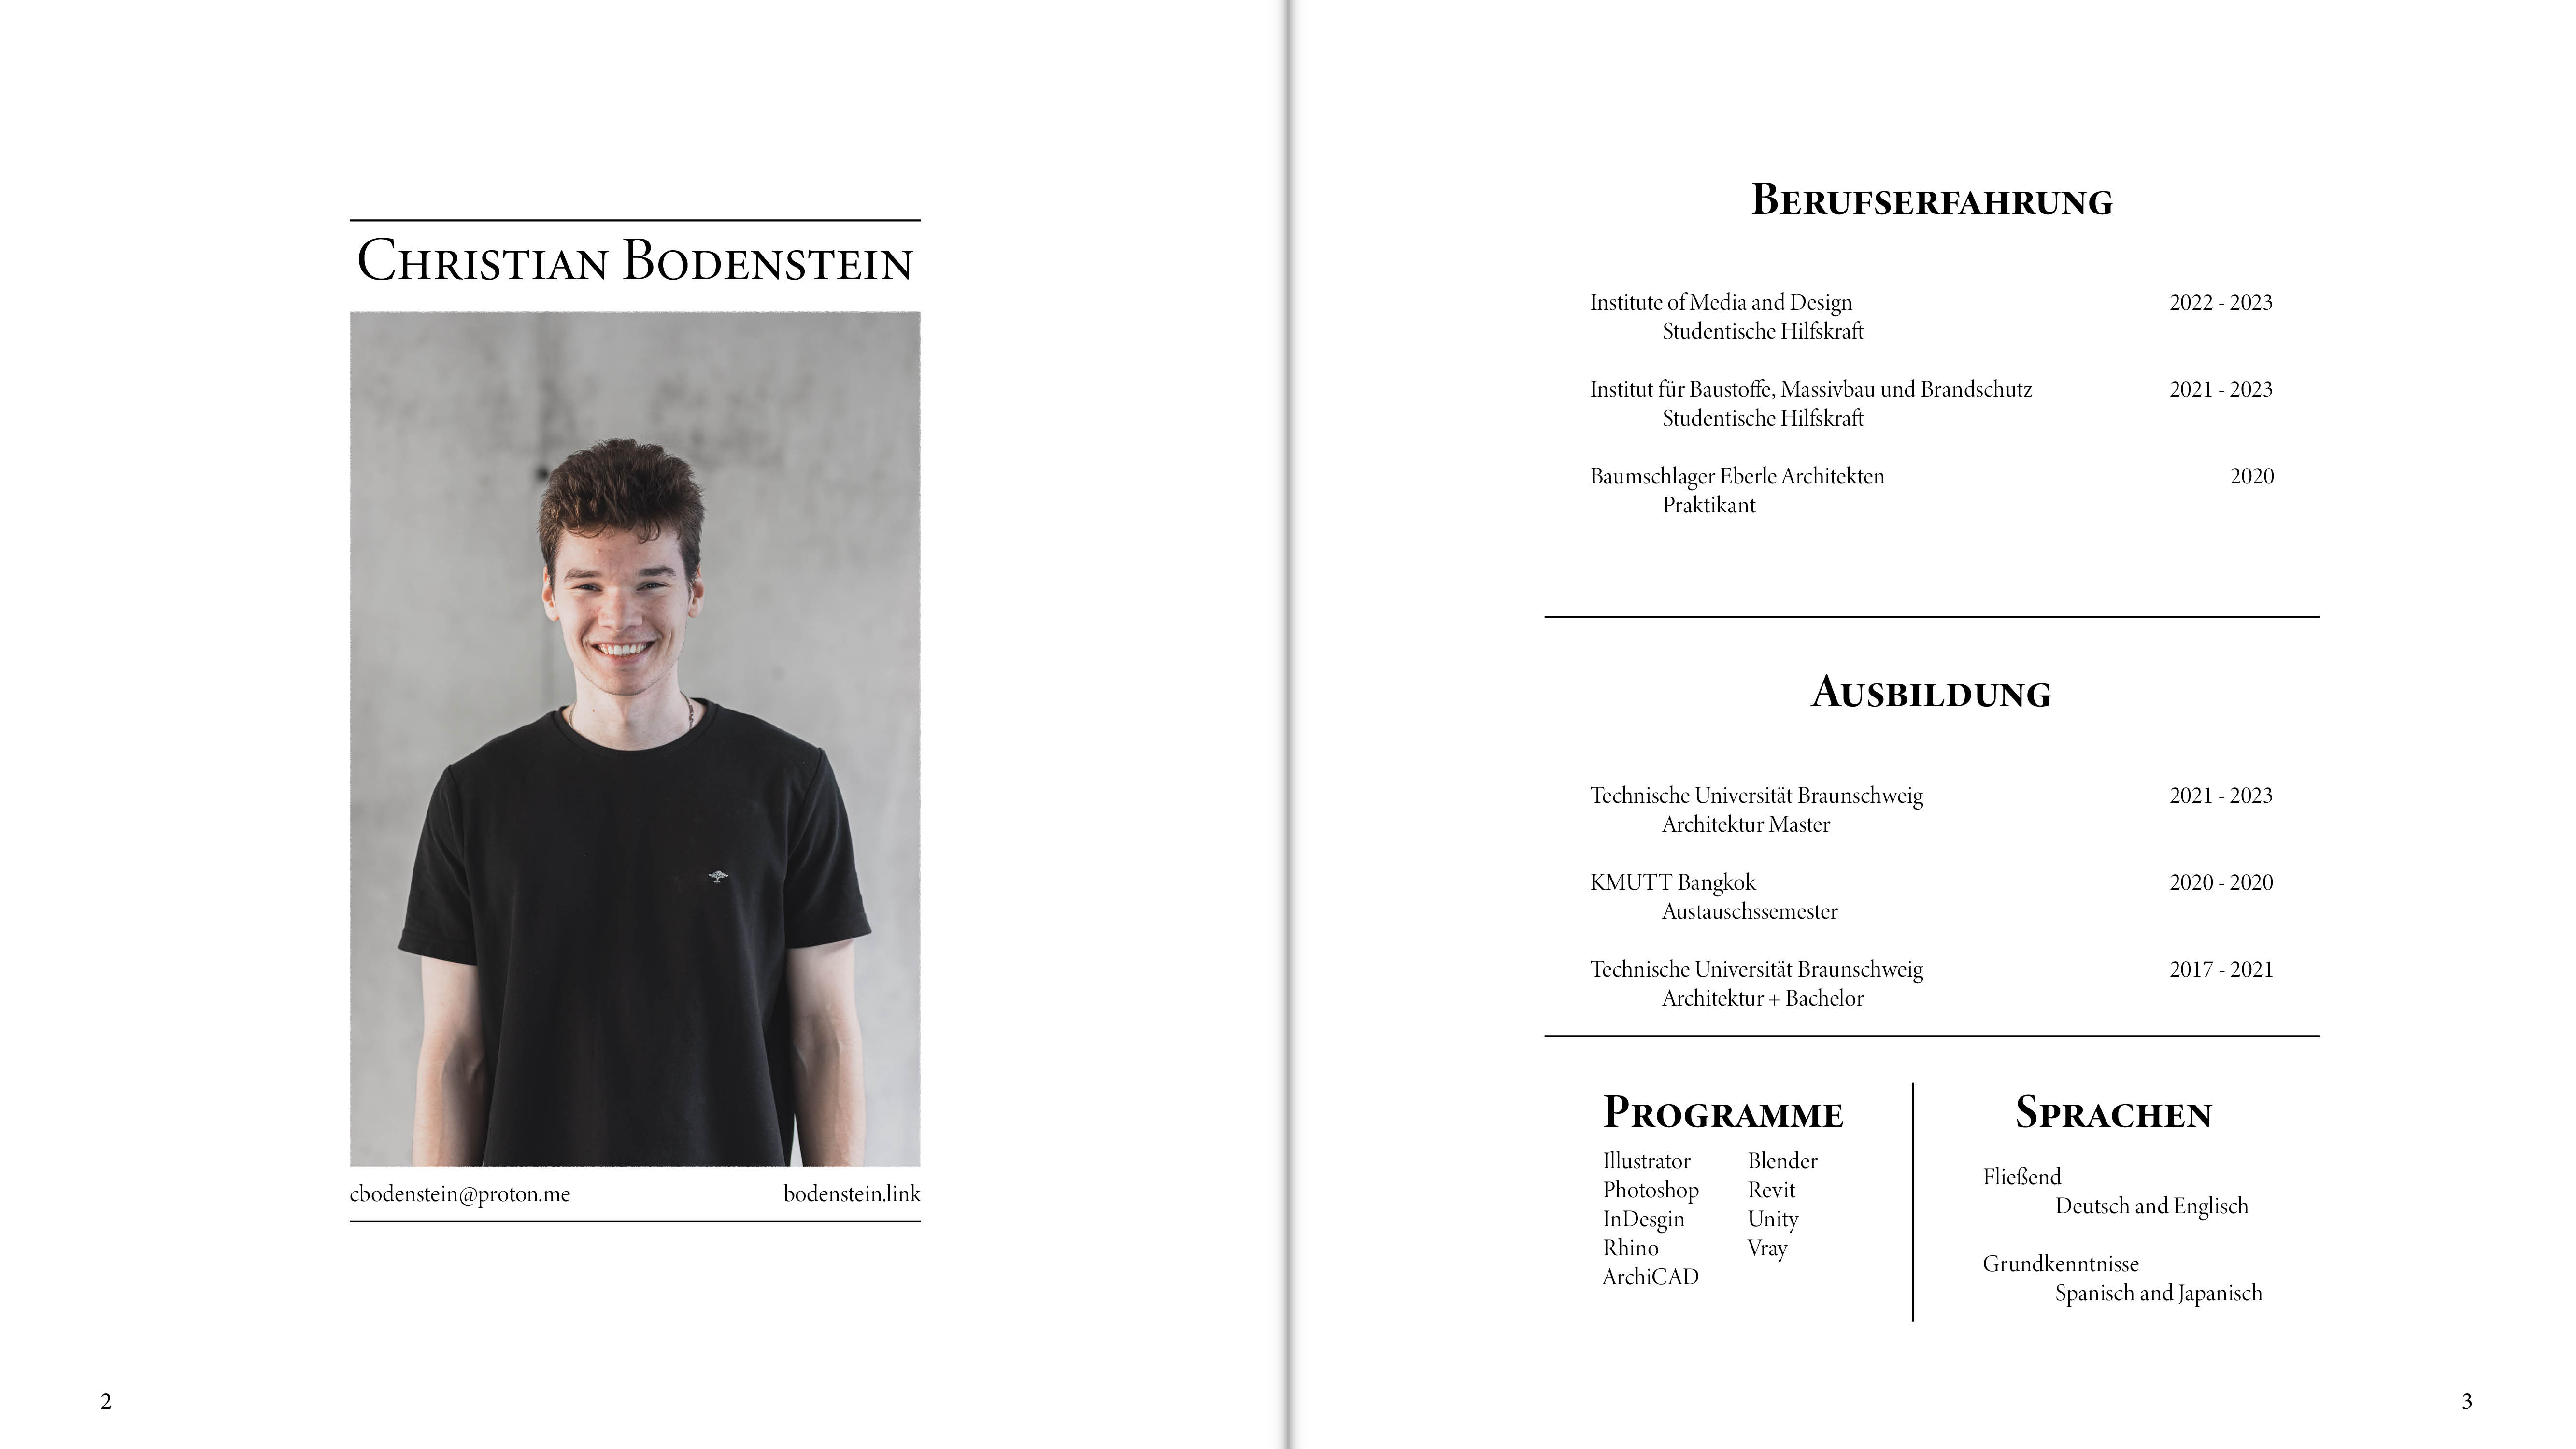 Christian Bodenstein
cbodenstein@proton.me bodenstein.link
2
Berufserfahrung
Institute of Media and Design 2022 - 2023
Studentische Hilfskraft
Institut für Baustoffe, Massivbau und Brandschutz 2021 - 2023
Studentische Hilfskraft
Baumschlager Eberle Architekten 2020
Praktikant
Ausbildung
Technische Universität Braunschweig 2021 - 2023
Architektur Master
KMUTT Bangkok 2020 - 2020
Austauschssemester
Technische Universität Braunschweig 2017 - 2021
Architektur + Bachelor
Programme
Illustrator Blender
Photoshop Revit
InDesgin Unity
Rhino Vray
ArchiCAD
Sprachen
Fließend
Deutsch and Englisch
Grundkenntnisse
Spanisch and Japanisch
3